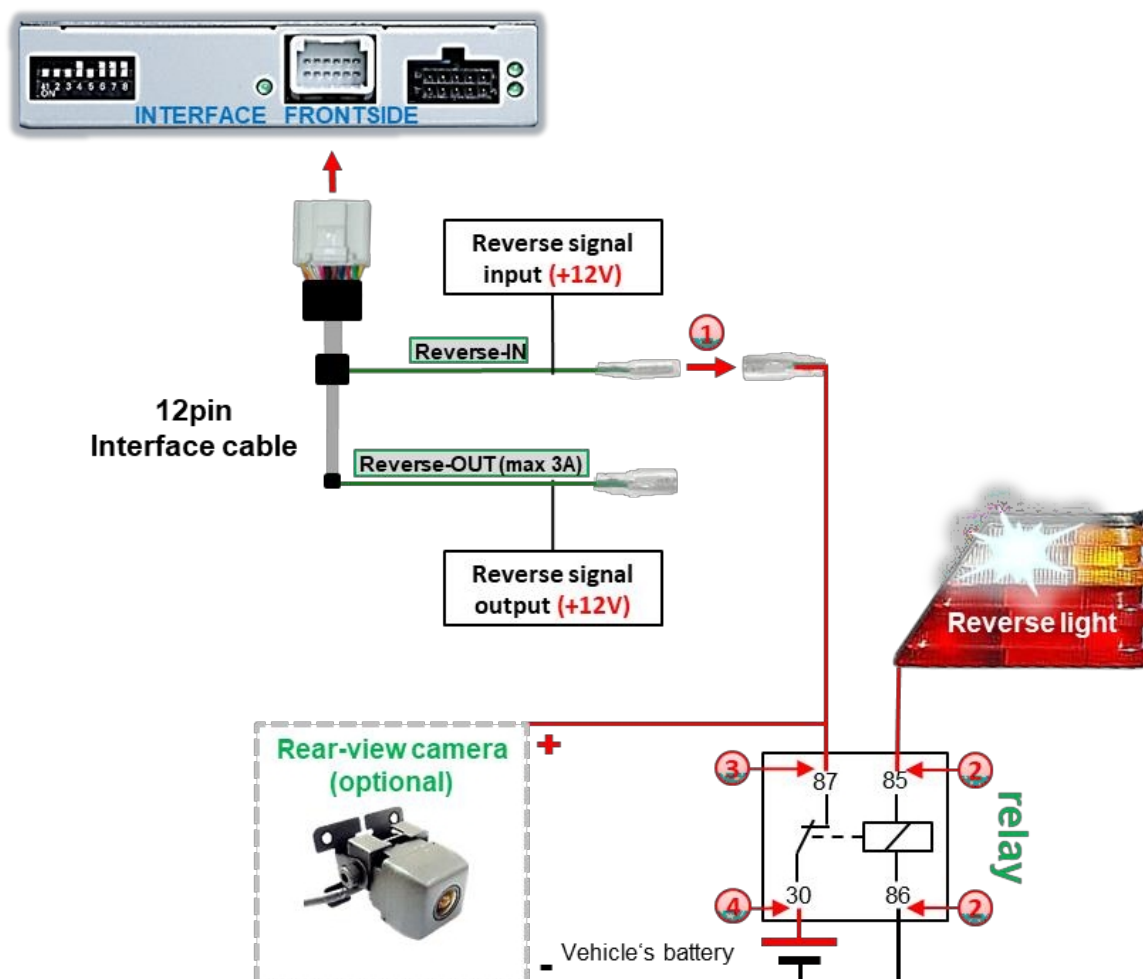 1 2 3 4 5 6 7 8
ON
INTERFACE FRONTSIDE
Reverse signal
input (+12V)
1
Reverse-IN
12pin
Interface cable
Reverse-OUT (max 3A)
Reverse signal
output (+12V)
Reverse light
Rear-view camera
(optional)
+
3
87
85
2
relay
4
30
86
2
-
Vehicle‘s battery